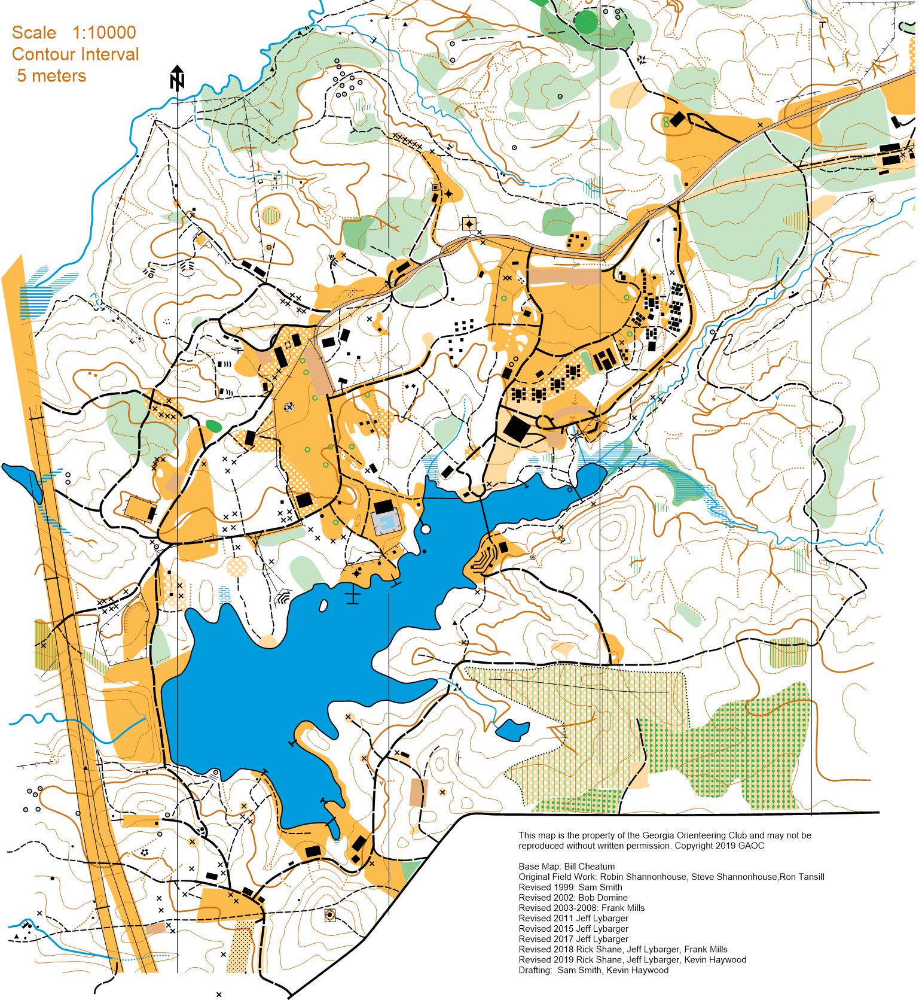 Scale 1:10000
Contour Interval
5 meters
N
This map is the property of the Georgia Orienteering Club and may not be
reproduced without written permission. Copyright 2019 GAOC
Base Map: Bill Cheatum
Original Field Work: Robin Shannonhouse, Steve Shannonhouse,Ron Tansill
Revised 1999: Sam Smith
Revised 2002: Bob Domine
Revised 2003-2008: Frank Mills
Revised 2011 Jeff Lybarger
Revised 2015 Jeff Lybarger
Revised 2017 Jeff Lybarger
Revised 2018 Rick Shane, Jeff Lybarger, Frank Mills
Revised 2019 Rick Shane, Jeff Lybarger, Kevin Haywood
Drafting: Sam Smith, Kevin Haywood